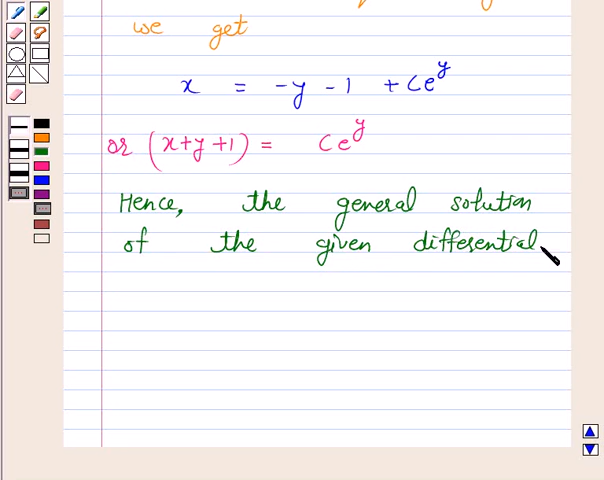 we get
x = -y - 1 + Ce^y
or (x+y+1) = Ce^y
Hence, the general solution
of the given differential